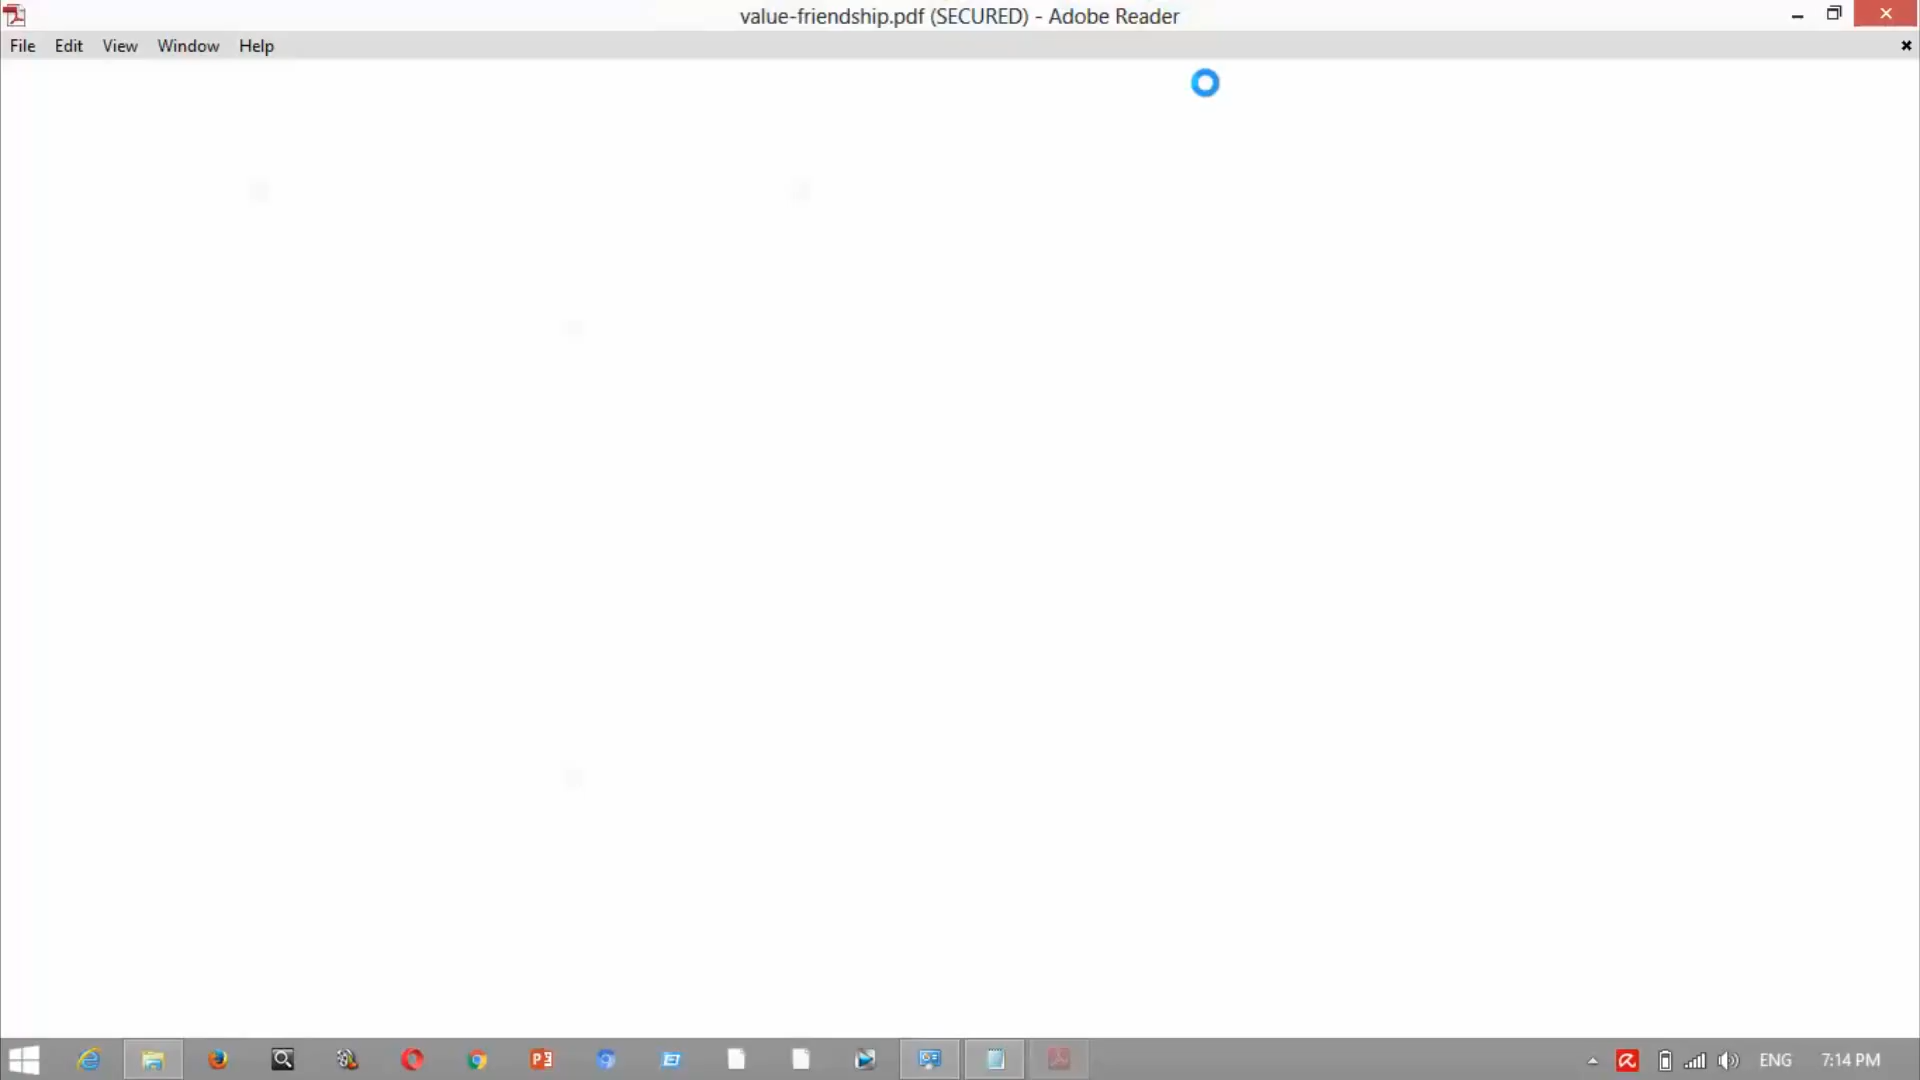 value-friendship.pdf (SECURED) - Adobe Reader
File Edit View Window Help
ENG 7:14 PM